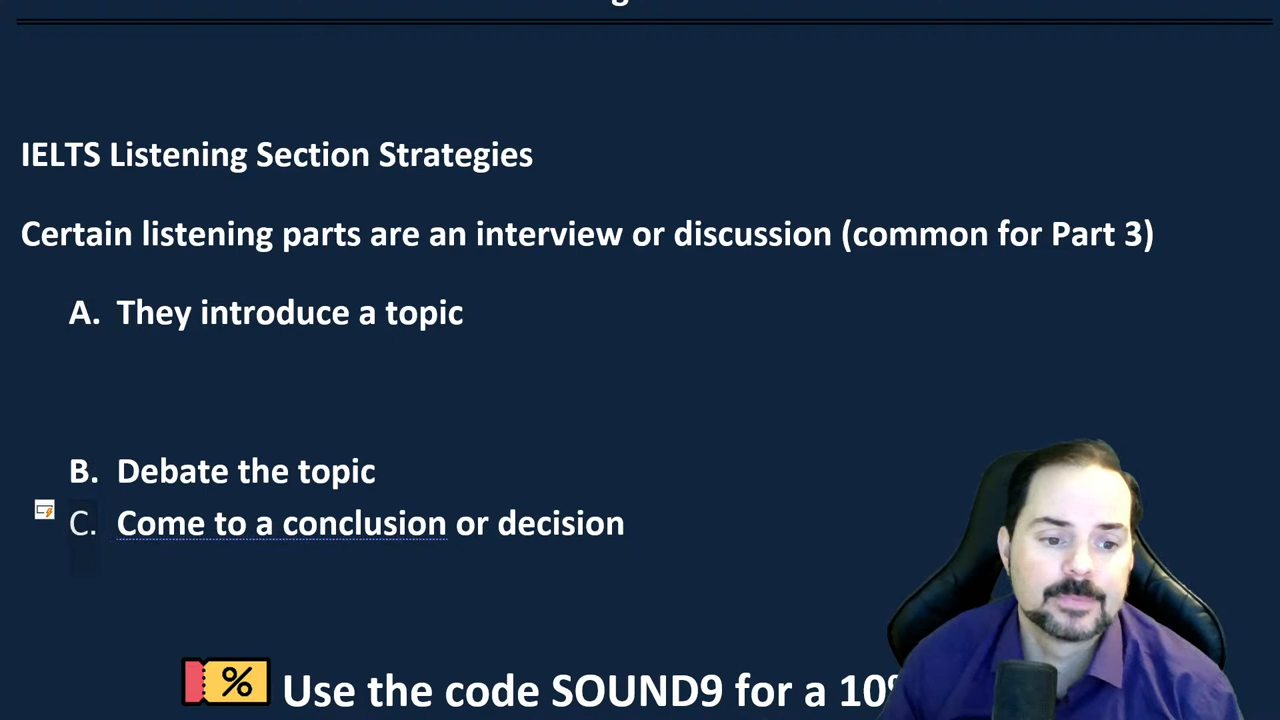 IELTS Listening Section Strategies
Certain listening parts are an interview or discussion (common for Part 3)
A. They introduce a topic
B. Debate the topic
C. Come to a conclusion or decision
% Use the code SOUND9 for a 10%